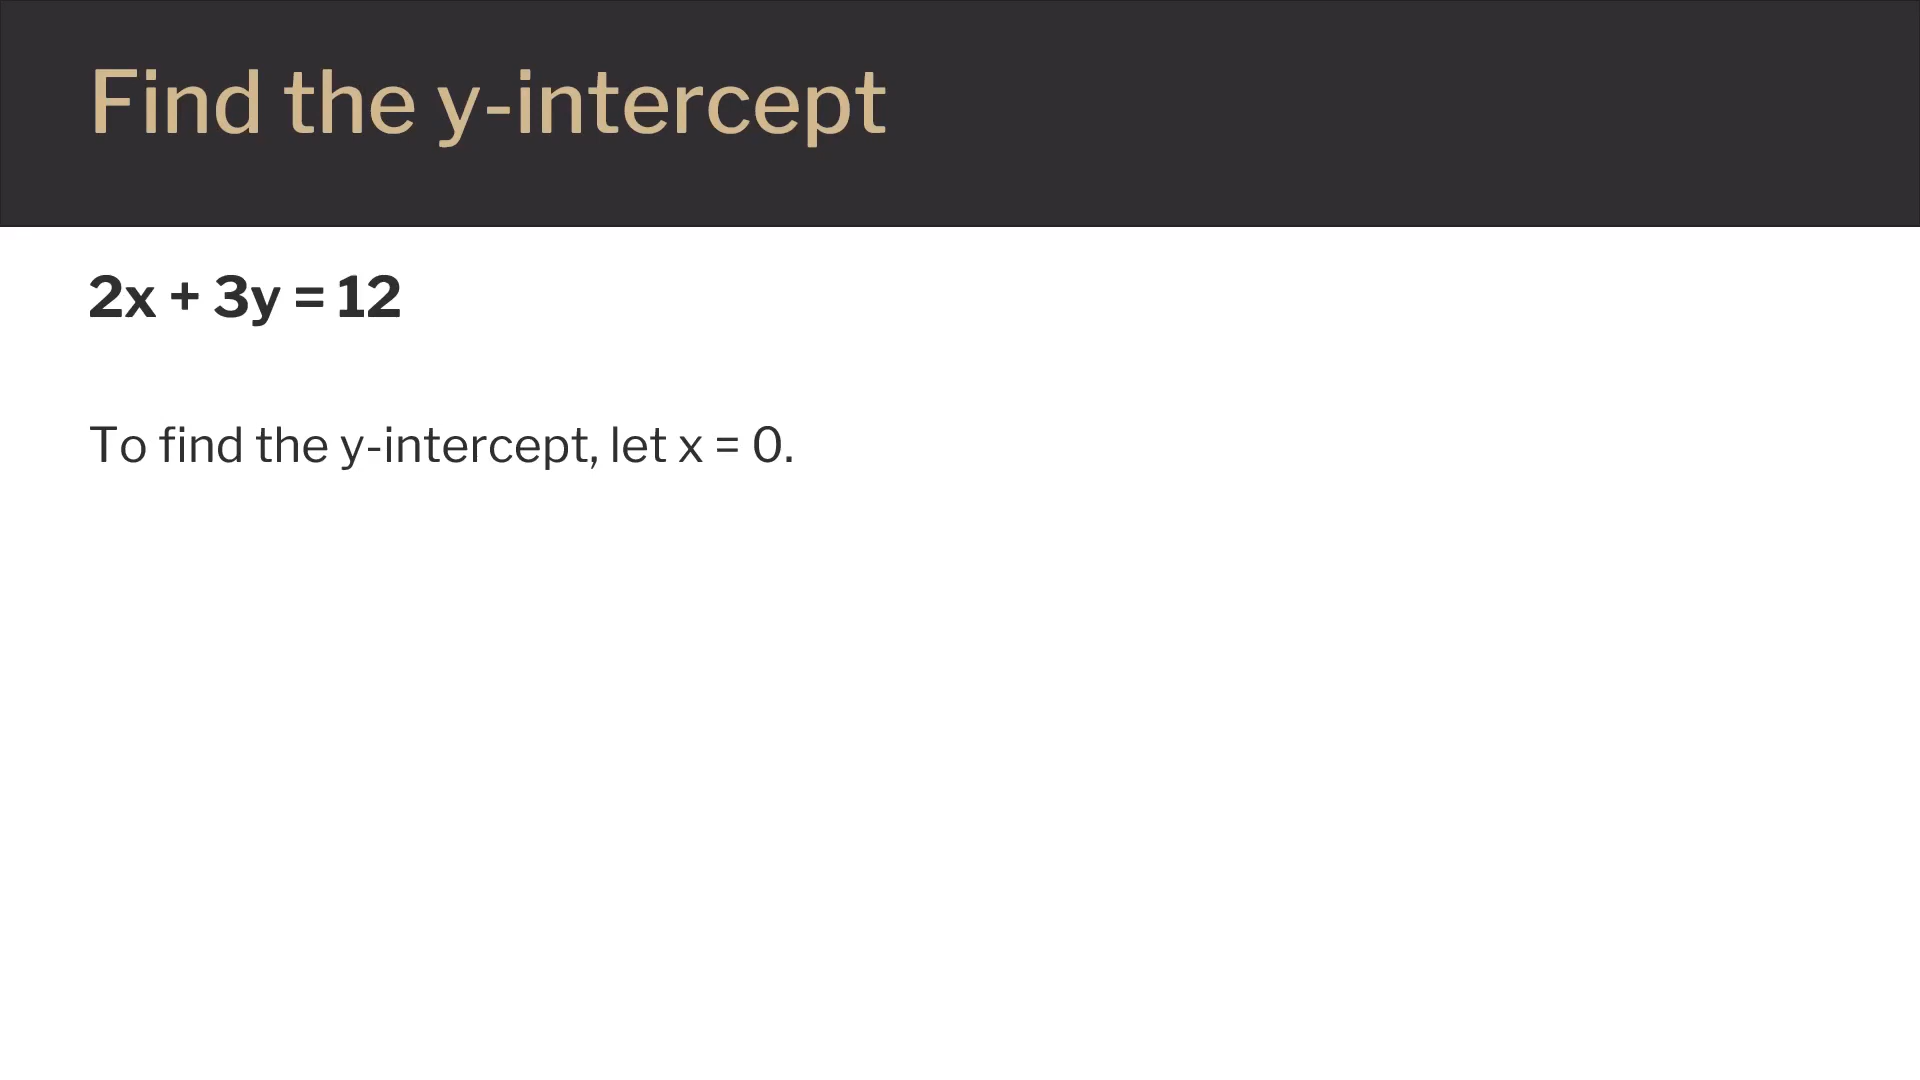 Find the y-intercept
2x + 3y = 12
To find the y-intercept, let x = 0.